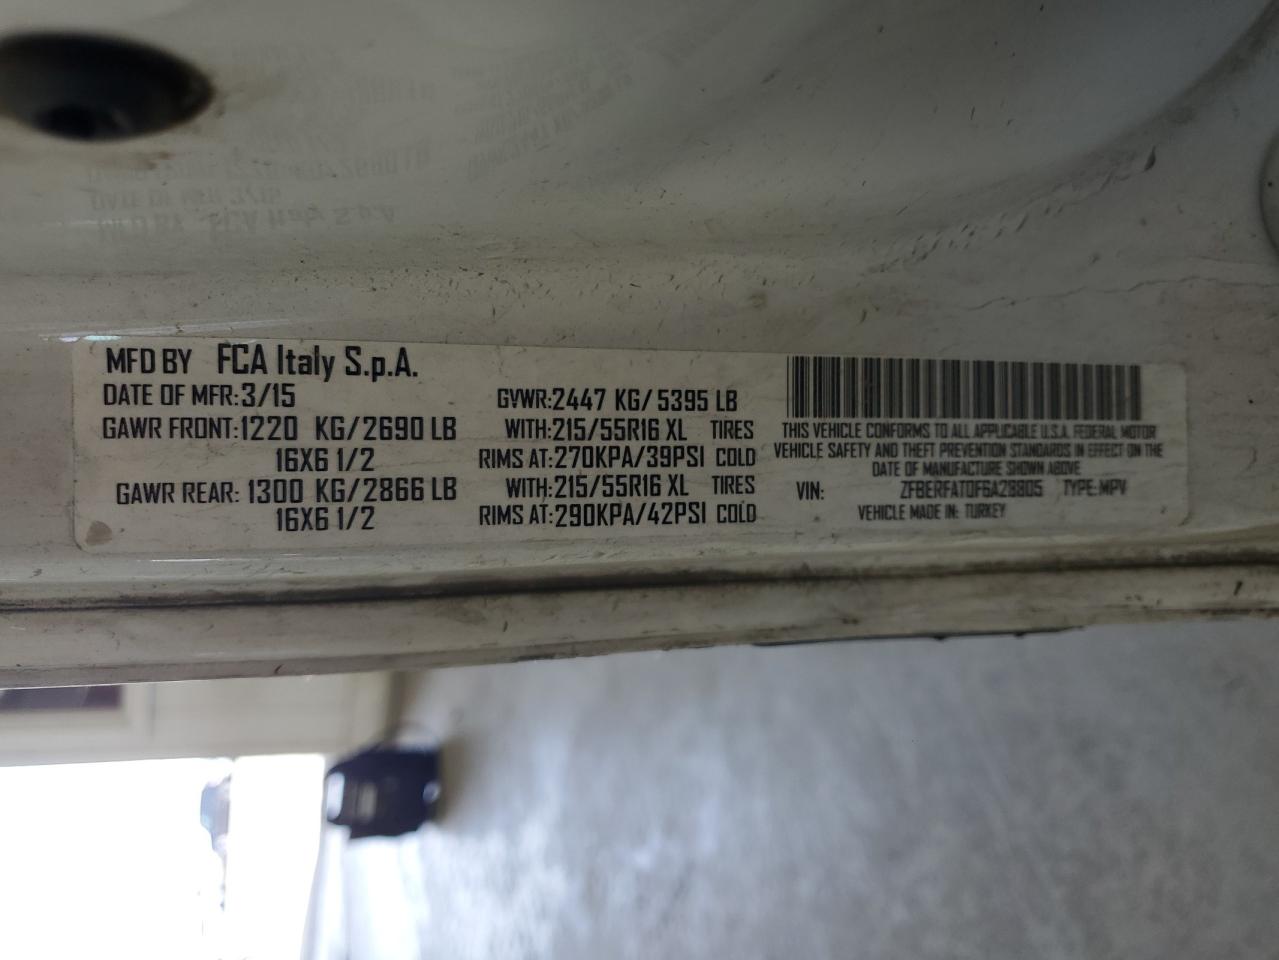 MFD BY FCA Italy S.p.A.
DATE OF MFR:3/15
GAWR FRONT:1220 KG/2690 LB
16X6 1/2
GAWR REAR: 1300 KG/2866 LB
16X6 1/2
GVWR:2447 KG/5395 LB
WITH:215/55R16 XL TIRES
RIMS AT:270KPA/39PSI COLD
WITH:215/55R16 XL TIRES
RIMS AT:290KPA/42PSI COLD
THIS VEHICLE CONFORMS TO ALL APPLICABLE U.S.A. FEDERAL MOTOR
VEHICLE SAFETY AND THEFT PREVENTION STANDARDS IN EFFECT ON THE
DATE OF MANUFACTURE SHOWN ABOVE
VIN: ZFBERFAT0F6A28805 TYPE:MPV
VEHICLE MADE IN: TURKEY